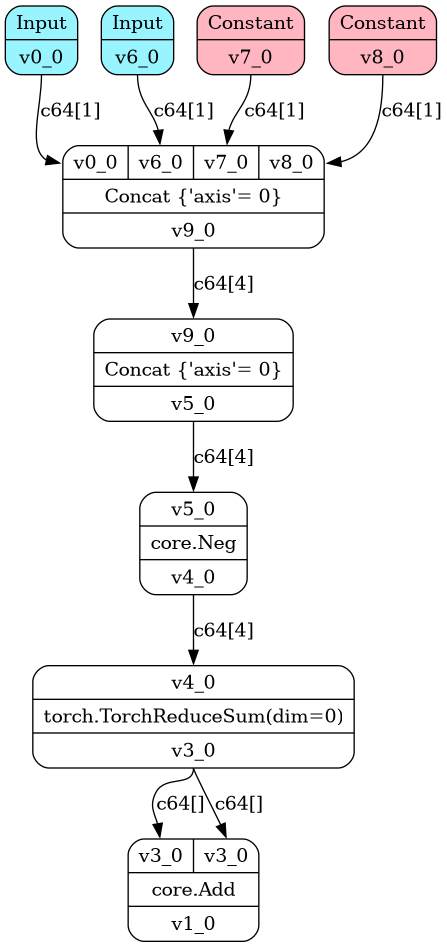 Input Input Constant Constant
v0_0 v6_0 v7_0 v8_0
c64[1] c64[1] c64[1] c64[1]
v0_0 v6_0 v7_0 v8_0
Concat {'axis'= 0}
v9_0
c64[4]
v9_0
Concat {'axis'= 0}
v5_0
c64[4]
v5_0
core.Neg
v4_0
c64[4]
v4_0
torch.TorchReduceSum(dim=0)
v3_0
c64[] c64[]
v3_0 v3_0
core.Add
v1_0